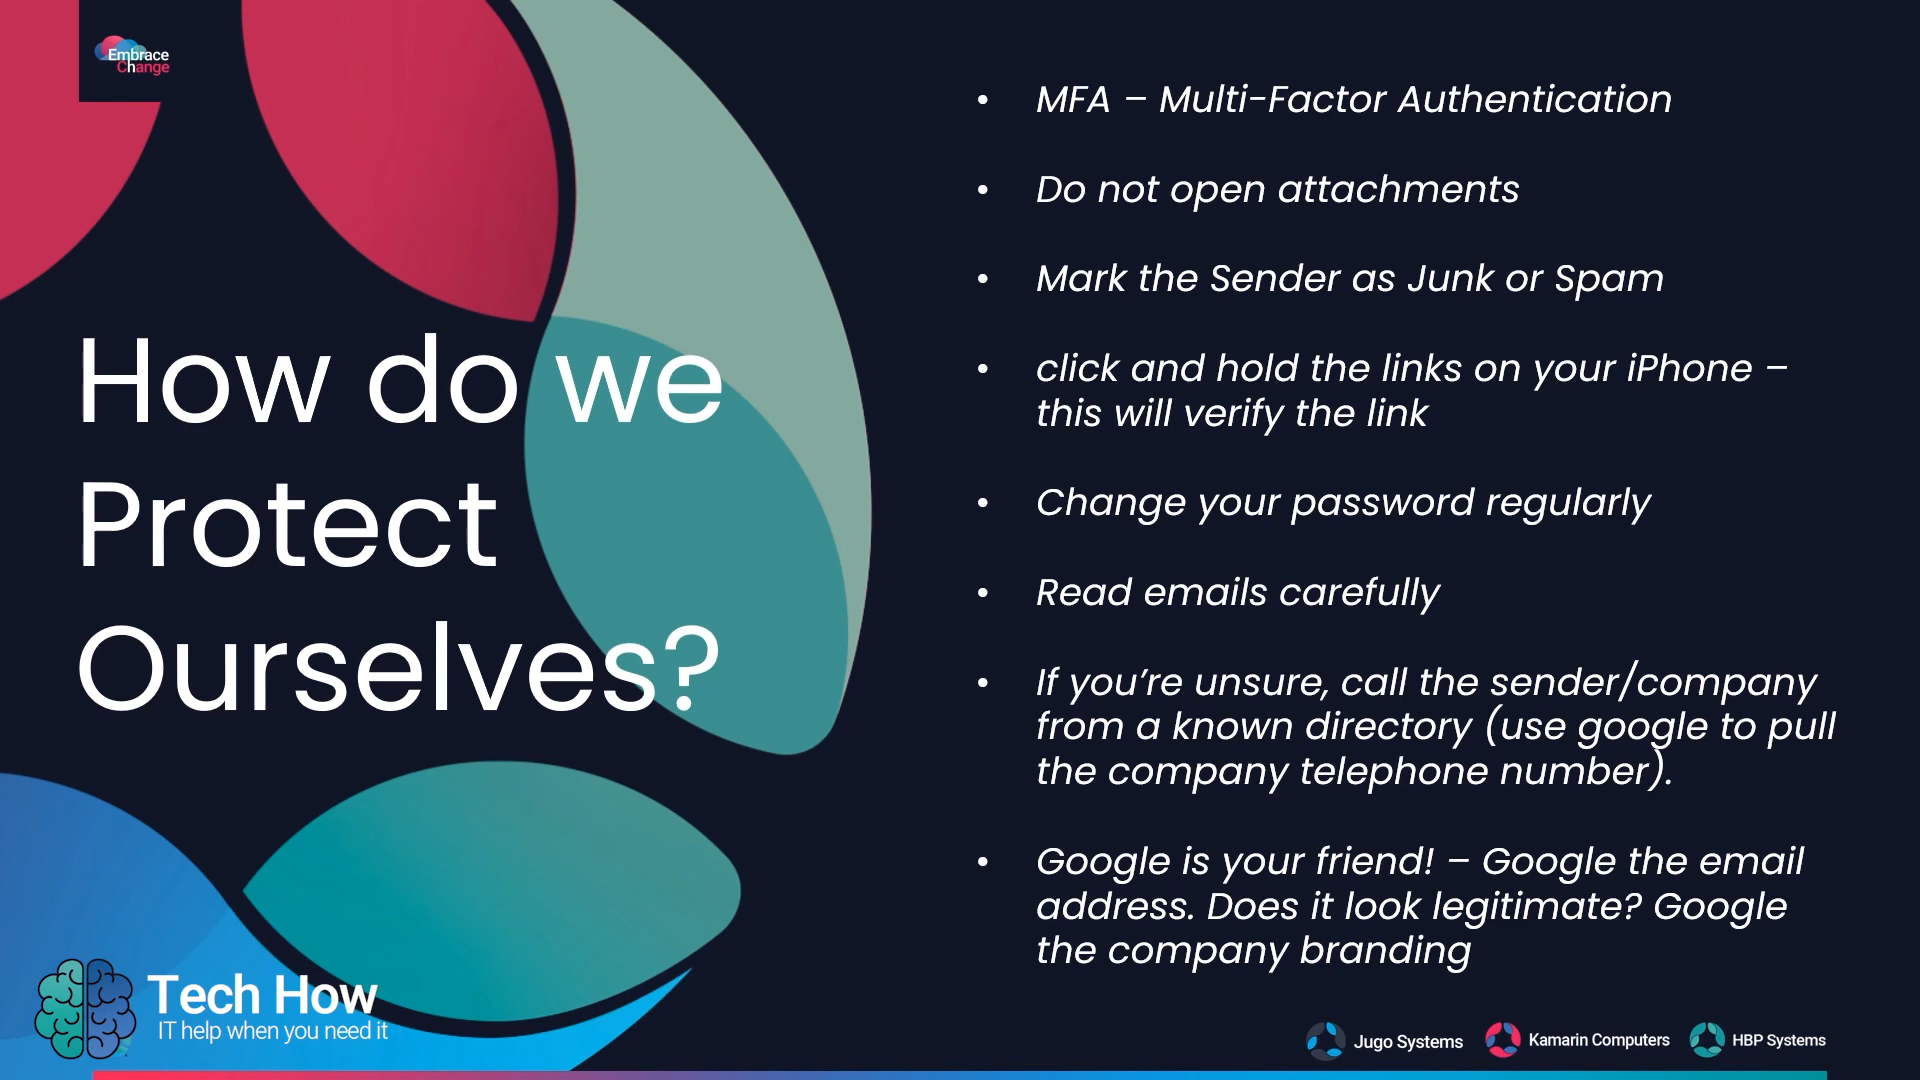 Embrace
Change
How do we
Protect
Ourselves?
• MFA – Multi-Factor Authentication
• Do not open attachments
• Mark the Sender as Junk or Spam
• click and hold the links on your iPhone –
this will verify the link
• Change your password regularly
• Read emails carefully
• If you’re unsure, call the sender/company
from a known directory (use google to pull
the company telephone number).
• Google is your friend! – Google the email
address. Does it look legitimate? Google
the company branding
Tech How
IT help when you need it
Jugo Systems
Kamarin Computers
HBP Systems